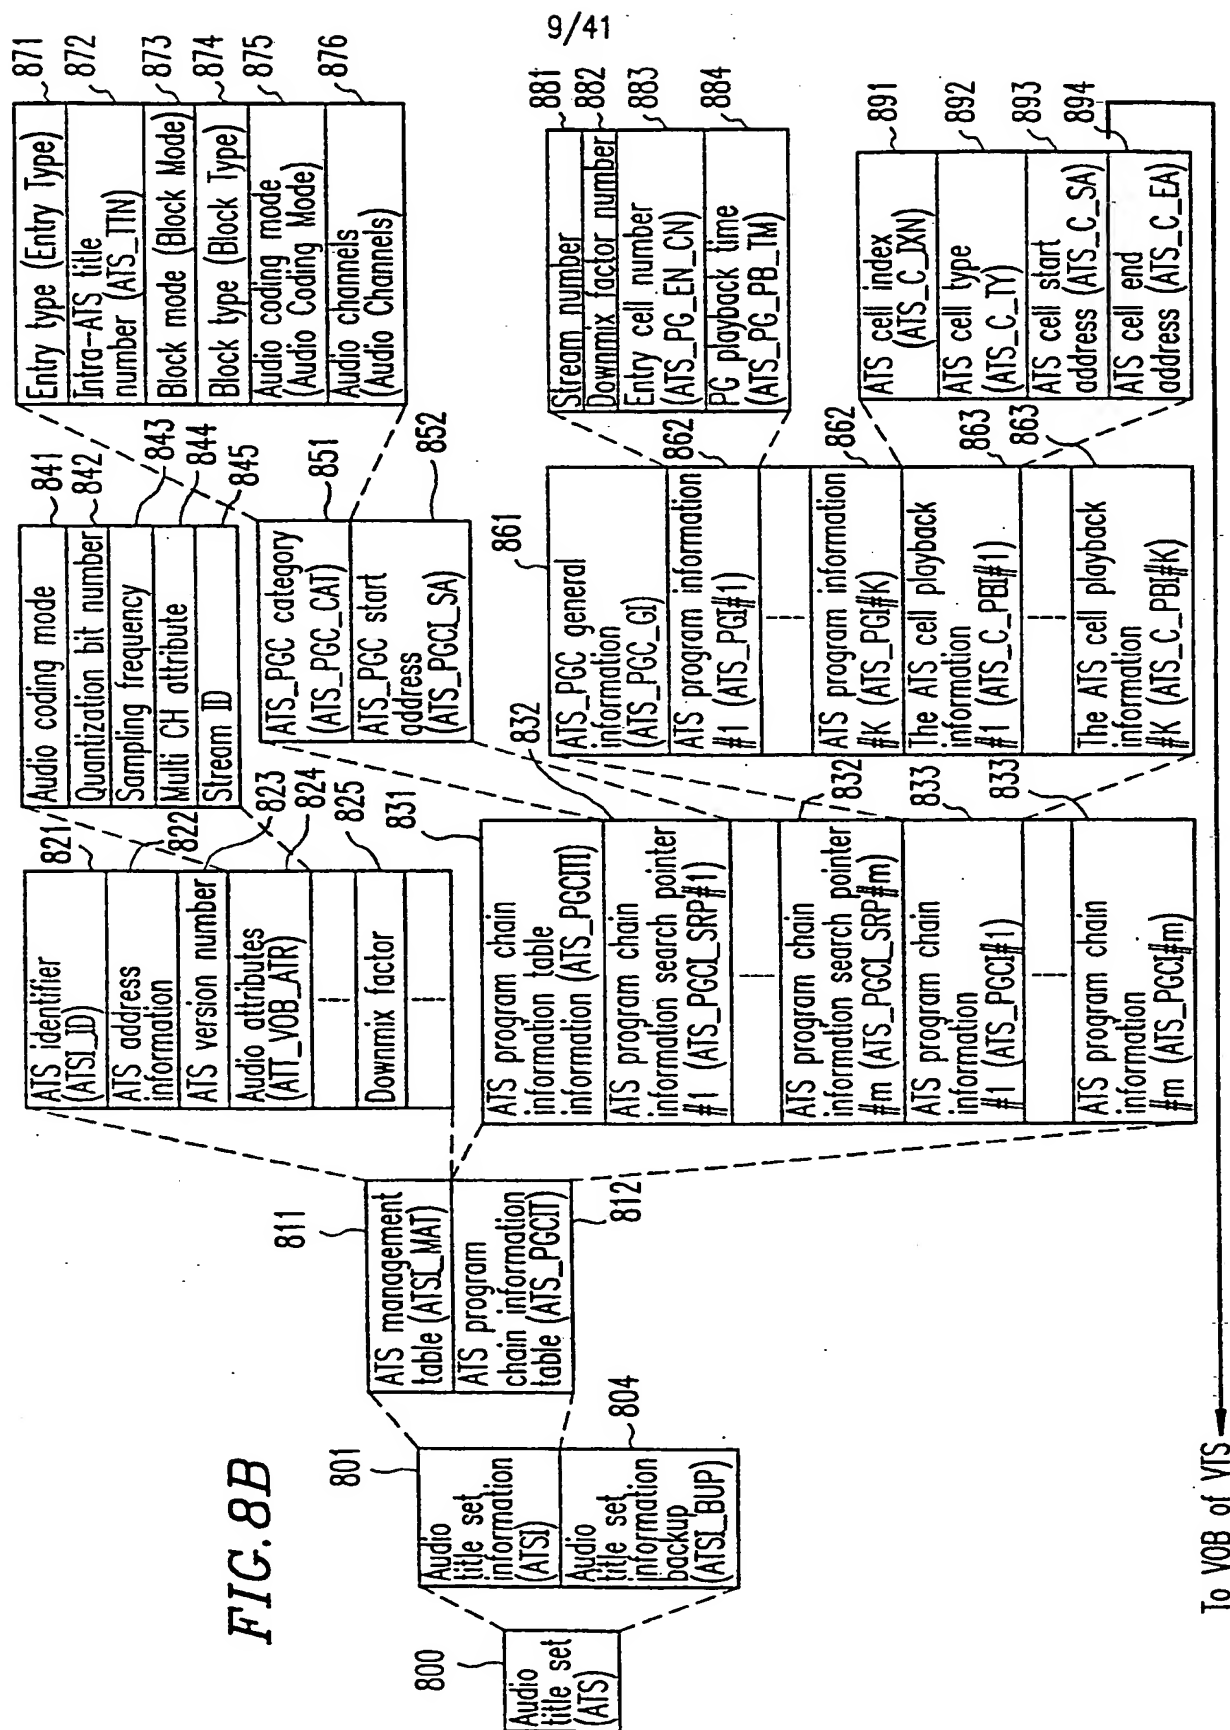 9/41
FIG. 8B
800
Audio
title set
(ATS)
801
Audio
title set
information
(ATSI)
Audio
title set
information
backup
(ATSI_BUP)
804
811
ATS management
table (ATSI_MAT)
ATS program
chain information
table (ATS_PGCIT)
812
821
822
823
824
825
ATS identifier
(ATSI_ID)
ATS address
information
ATS version number
Audio attributes
(ATT_VOB_ATR)
Downmix factor
831
832
832
833
833
ATS program chain
information table
information (ATS_PGCITI)
ATS program chain
information search pointer
#1 (ATS_PGCI_SRP#1)
ATS program chain
information search pointer
#m (ATS_PGCI_SRP#m)
ATS program chain
information
#1 (ATS_PGCI#1)
ATS program chain
information
#m (ATS_PGCI#m)
841
842
843
844
845
Audio coding mode
Quantization bit number
Sampling frequency
Multi CH attribute
Stream ID
851
852
ATS_PGC category
(ATS_PGC_CAT)
ATS_PGC start
address
(ATS_PGCI_SA)
861
862
862
863
863
ATS_PGC general
information
(ATS_PGC_GI)
ATS program information
#1 (ATS_PGI#1)
ATS program information
#K (ATS_PGI#K)
The ATS cell playback
information
#1 (ATS_C_PBI#1)
The ATS cell playback
information
#K (ATS_C_PBI#K)
871
872
873
874
875
876
Entry type (Entry Type)
Intra-ATS title
number (ATS_TTN)
Block mode (Block Mode)
Block type (Block Type)
Audio coding mode
(Audio Coding Mode)
Audio channels
(Audio Channels)
881
882
883
884
Stream number
Downmix factor number
Entry cell number
(ATS_PG_EN_CN)
PG playback time
(ATS_PG_PB_TM)
891
892
893
894
ATS cell index
(ATS_C_IXN)
ATS cell type
(ATS_C_TY)
ATS cell start
address (ATS_C_SA)
ATS cell end
address (ATS_C_EA)
To VOB of VTS